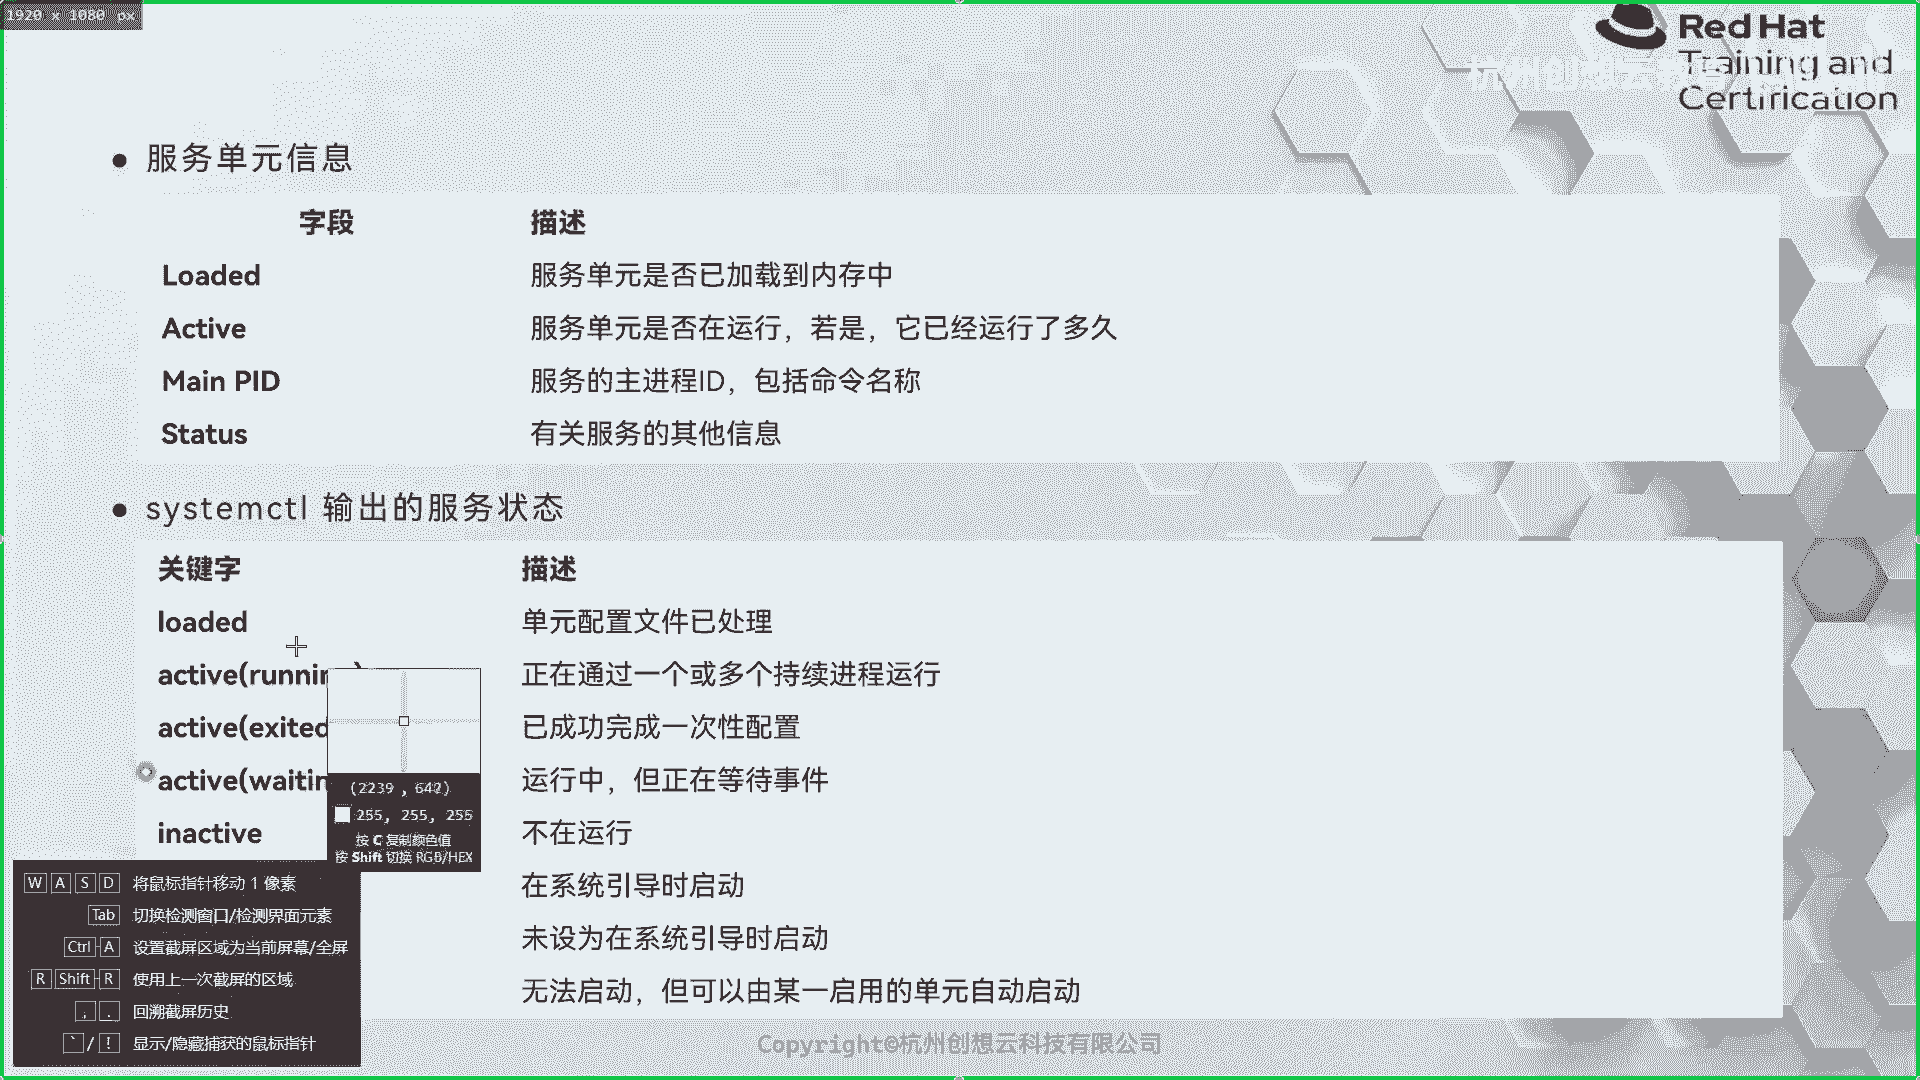 1920 x 1080 px
Red Hat
Training and
Certification
● 服务单元信息
字段 描述
Loaded 服务单元是否已加载到内存中
Active 服务单元是否在运行，若是，它已经运行了多久
Main PID 服务的主进程ID，包括命令名称
Status 有关服务的其他信息
● systemctl 输出的服务状态
关键字 描述
loaded 单元配置文件已处理
active(runnin 正在通过一个或多个持续进程运行
active(exited 已成功完成一次性配置
active(waitin 运行中，但正在等待事件
inactive 不在运行
在系统引导时启动
未设为在系统引导时启动
无法启动，但可以由某一启用的单元自动启动
(2239 , 642)
255, 255, 255
按 C 复制颜色值
按 Shift 切换 RGB/HEX
W A S D 将鼠标指针移动 1 像素
Tab 切换检测窗口/检测界面元素
Ctrl A 设置截屏区域为当前屏幕/全屏
R Shift R 使用上一次截屏的区域
, . 回溯截屏历史
` / ! 显示/隐藏捕获的鼠标指针
Copyright@杭州创想云科技有限公司